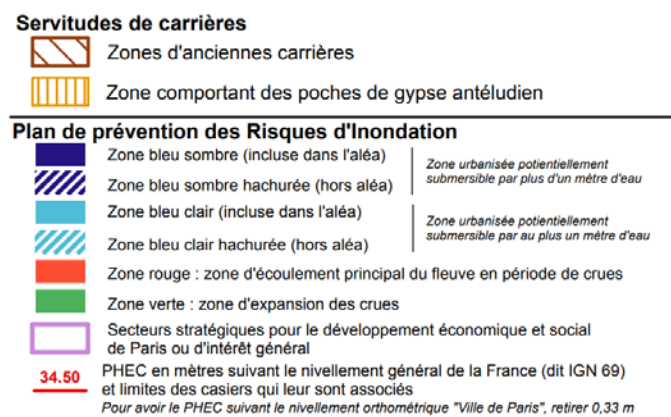 Servitudes de carrières
Zones d'anciennes carrières
Zone comportant des poches de gypse antéludien
Plan de prévention des Risques d'Inondation
Zone bleu sombre (incluse dans l'aléa)
Zone bleu sombre hachurée (hors aléa)
Zone urbanisée potientiellement
submersible par plus d'un mètre d'eau
Zone bleu clair (incluse dans l'aléa)
Zone bleu clair hachurée (hors aléa)
Zone urbanisée potientiellement
submersible par au plus un mètre d'eau
Zone rouge : zone d'écoulement principal du fleuve en période de crues
Zone verte : zone d'expansion des crues
Secteurs stratégiques pour le développement économique et social
de Paris ou d'intérêt général
34.50 PHEC en mètres suivant le nivellement général de la France (dit IGN 69)
et limites des casiers qui leur sont associés
Pour avoir le PHEC suivant le nivellement orthométrique "Ville de Paris", retirer 0,33 m